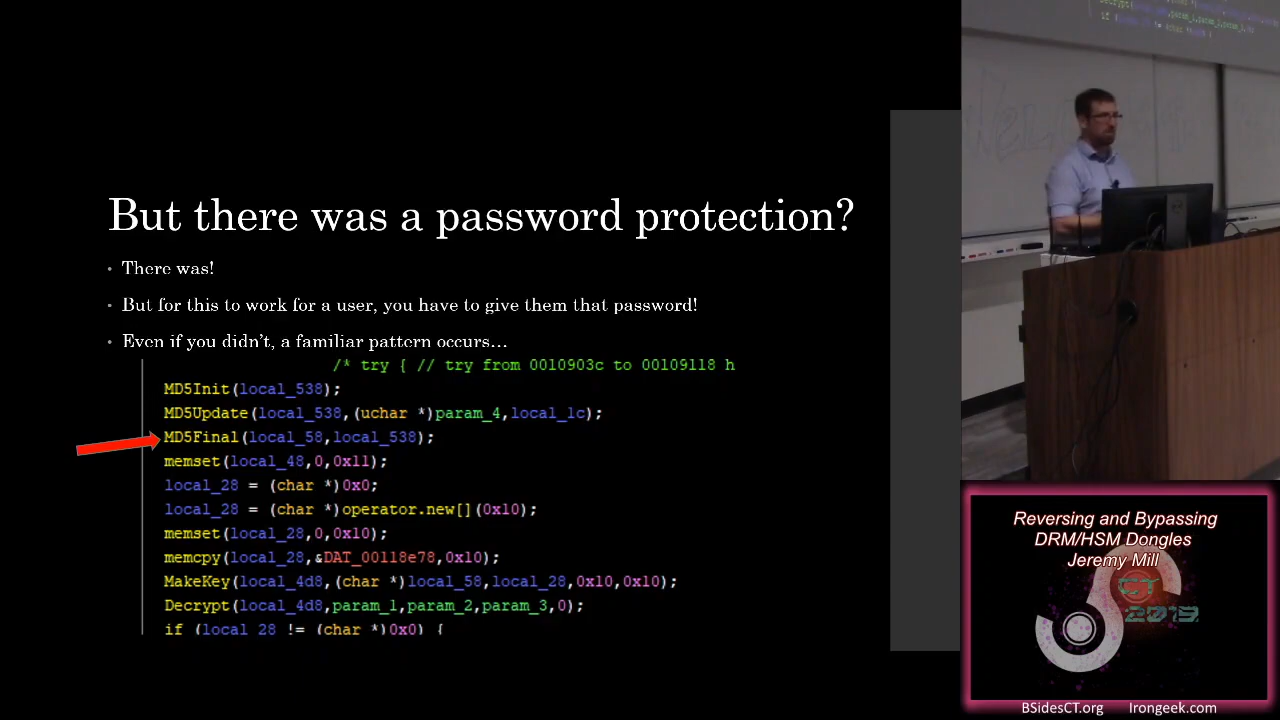 But there was a password protection?
There was!
But for this to work for a user, you have to give them that password!
Even if you didn't, a familiar pattern occurs…
/* try { // try from 0010903c to 00109118 h
MD5Init(local_538);
MD5Update(local_538,(uchar *)param_4,local_1c);
MD5Final(local_58,local_538);
memset(local_48,0,0x11);
local_28 = (char *)0x0;
local_28 = (char *)operator.new[](0x10);
memset(local_28,0,0x10);
memcpy(local_28,&DAT_00118e78,0x10);
MakeKey(local_4d8,(char *)local_58,local_28,0x10,0x10);
Decrypt(local_4d8,param_1,param_2,param_3,0);
if (local_28 != (char *)0x0) {
Reversing and Bypassing
DRM/HSM Dongles
Jeremy Mill
CT
2019
BSidesCT.org Irongeek.com